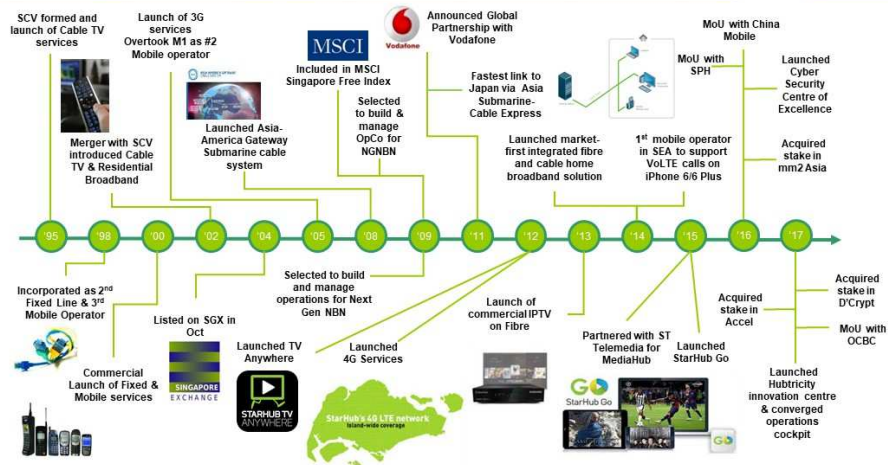 SCV formed and
launch of Cable TV
services
Launch of 3G
services
Overtook M1 as #2
Mobile operator
MSCI
Included in MSCI
Singapore Free Index
Vodafone
Announced Global
Partnership with
Vodafone
MoU with China
Mobile
MoU with
SPH
Launched
Cyber
Security
Centre of
Excellence
Merger with SCV
introduced Cable
TV & Residential
Broadband
Launched Asia-
America Gateway
Submarine cable
system
Selected
to build &
manage
OpCo for
NGNBN
Fastest link to
Japan via Asia
Submarine-
Cable Express
Launched market-
first integrated fibre
and cable home
broadband solution
1st mobile operator
in SEA to support
VoLTE calls on
iPhone 6/6 Plus
Acquired
stake in
mm2 Asia
'95
'98
'00
'02
'04
'05
'08
'09
'11
'12
'13
'14
'15
'16
'17
Incorporated as 2nd
Fixed Line & 3rd
Mobile Operator
Commercial
Launch of Fixed &
Mobile services
Listed on SGX in
Oct
SINGAPORE
EXCHANGE
Selected to build
and manage
operations for Next
Gen NBN
Launched TV
Anywhere
STARHUB TV
ANYWHERE
Launched
4G Services
StarHub's 4G LTE network
Island-wide coverage
Launch of
commercial IPTV
on Fibre
Partnered with ST
Telemedia for
MediaHub
Launched
StarHub Go
GO
StarHub Go
GO
Acquired
stake in
Accel
Acquired
stake in
D'Crypt
MoU with
OCBC
Launched
Hubtricity
innovation centre
& converged
operations
cockpit